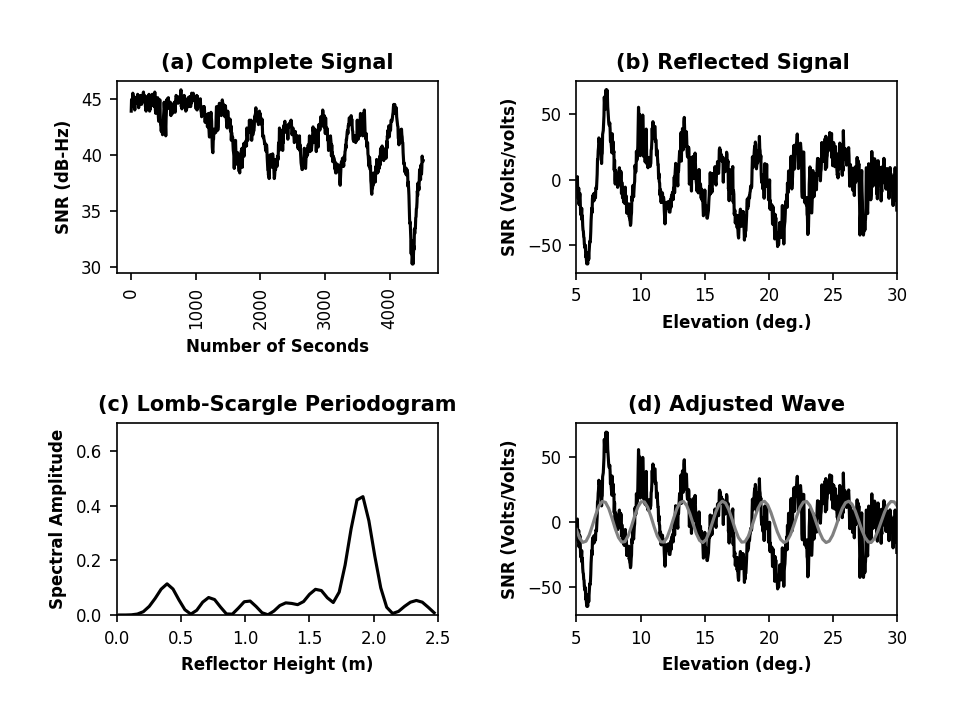 (a) Complete Signal
45
40
35
30
SNR (dB-Hz)
0
1000
2000
3000
4000
Number of Seconds
(b) Reflected Signal
50
0
−50
SNR (Volts/volts)
5 10 15 20 25 30
Elevation (deg.)
(c) Lomb-Scargle Periodogram
0.6
0.4
0.2
0.0
Spectral Amplitude
0.0 0.5 1.0 1.5 2.0 2.5
Reflector Height (m)
(d) Adjusted Wave
50
0
−50
SNR (Volts/Volts)
5 10 15 20 25 30
Elevation (deg.)